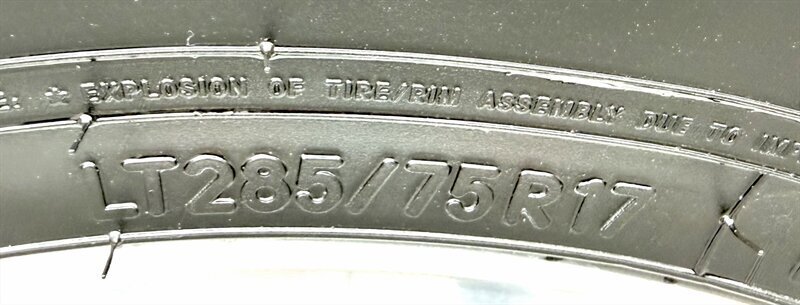 ★ EXPLOSION OF TIRE/RIM ASSEMBLY DUE TO
LT285/75R17